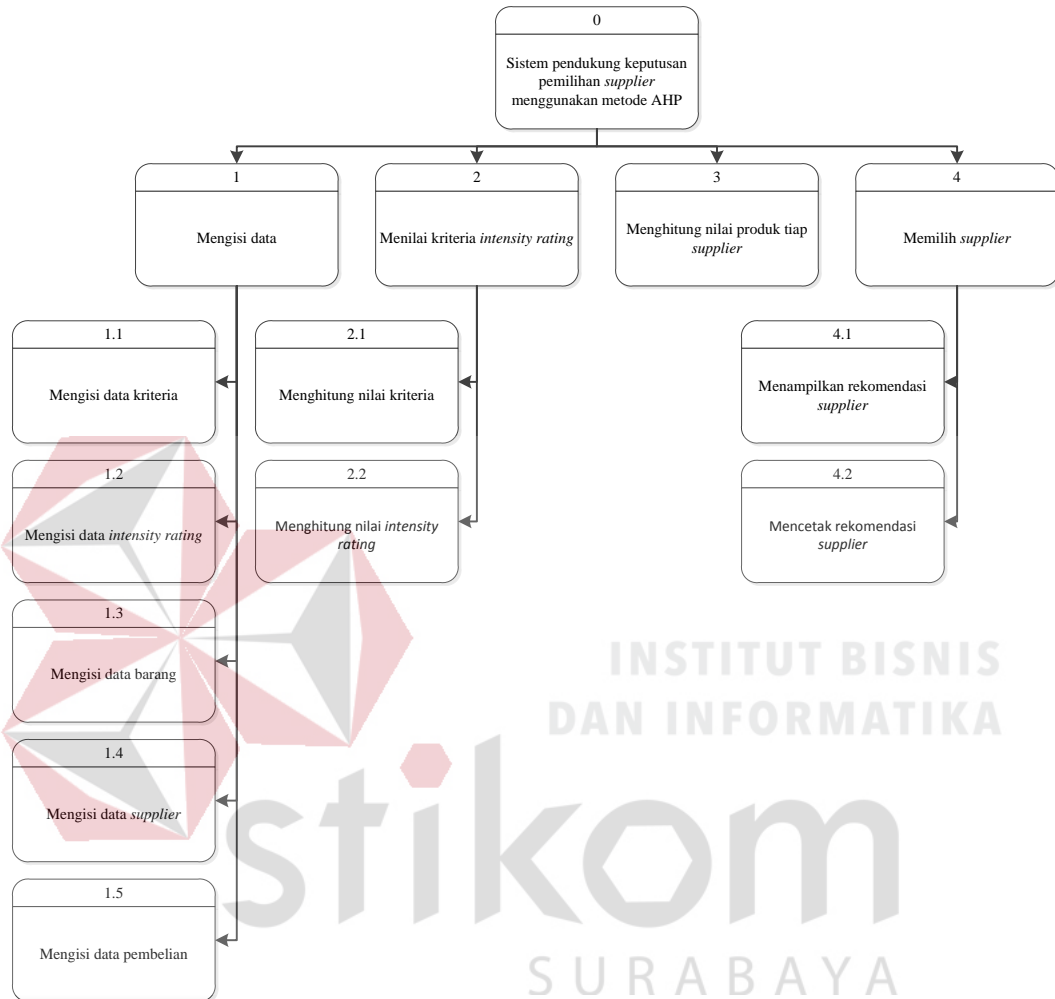 0
Sistem pendukung keputusan
pemilihan supplier
menggunakan metode AHP
1
Mengisi data
2
Menilai kriteria intensity rating
3
Menghitung nilai produk tiap
supplier
4
Memilih supplier
1.1
Mengisi data kriteria
2.1
Menghitung nilai kriteria
4.1
Menampilkan rekomendasi
supplier
1.2
Mengisi data intensity rating
2.2
Menghitung nilai intensity
rating
4.2
Mencetak rekomendasi
supplier
1.3
Mengisi data barang
1.4
Mengisi data supplier
1.5
Mengisi data pembelian
INSTITUT BISNIS
DAN INFORMATIKA
stikom
SURABAYA